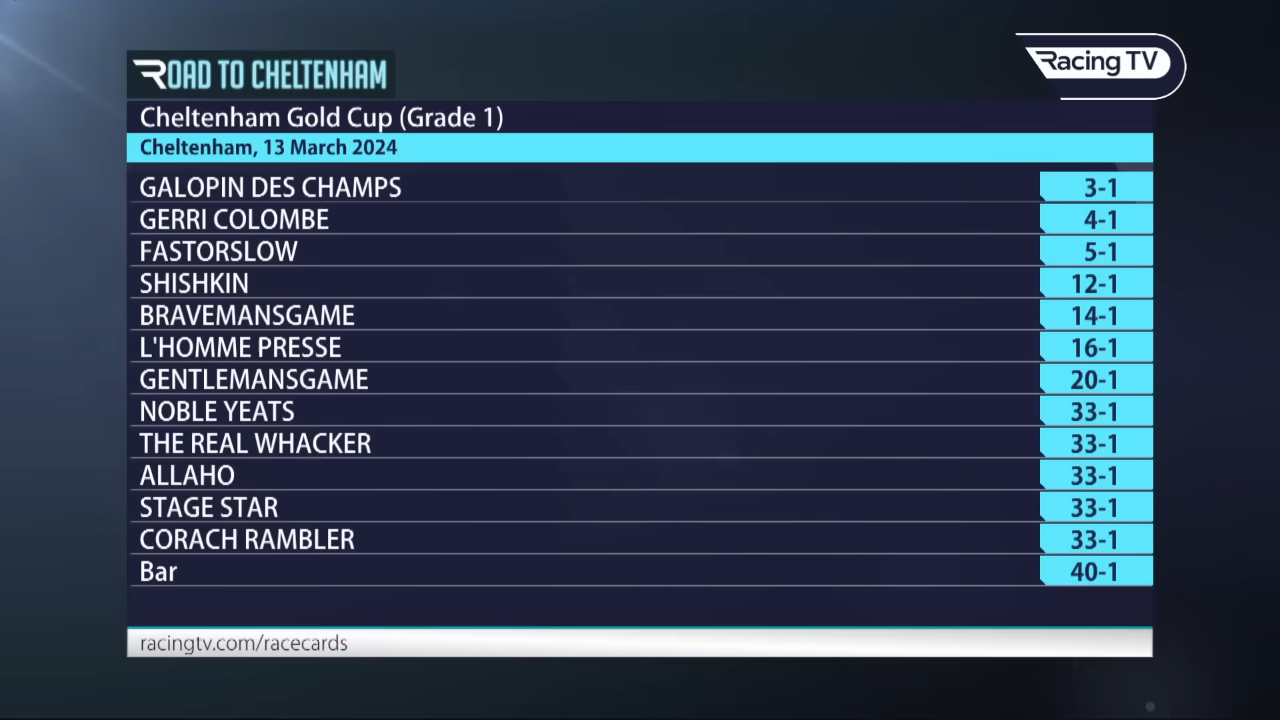 ROAD TO CHELTENHAM
Racing TV
Cheltenham Gold Cup (Grade 1)
Cheltenham, 13 March 2024
GALOPIN DES CHAMPS 3-1
GERRI COLOMBE 4-1
FASTORSLOW 5-1
SHISHKIN 12-1
BRAVEMANSGAME 14-1
L'HOMME PRESSE 16-1
GENTLEMANSGAME 20-1
NOBLE YEATS 33-1
THE REAL WHACKER 33-1
ALLAHO 33-1
STAGE STAR 33-1
CORACH RAMBLER 33-1
Bar 40-1
racingtv.com/racecards